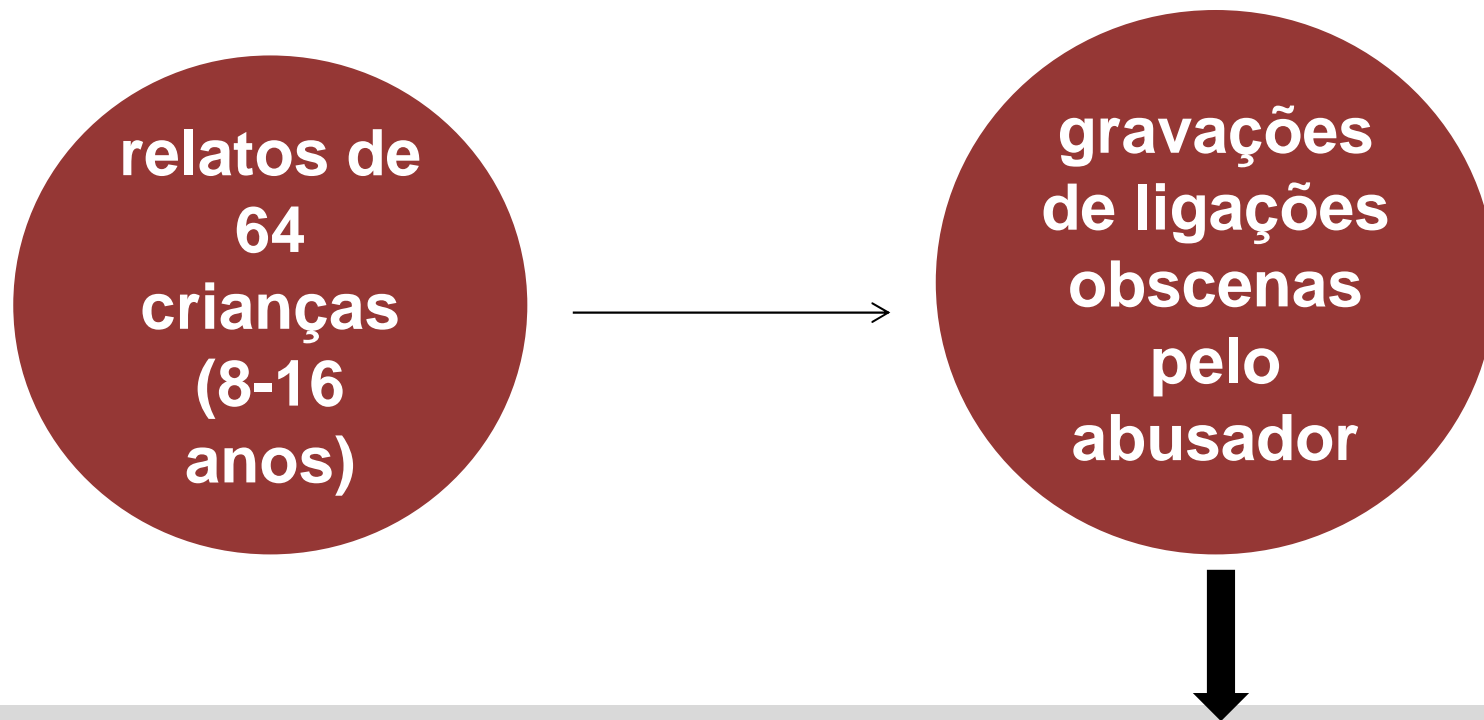 relatos de
64
crianças
(8-16
anos)
gravações
de ligações
obscenas
pelo
abusador